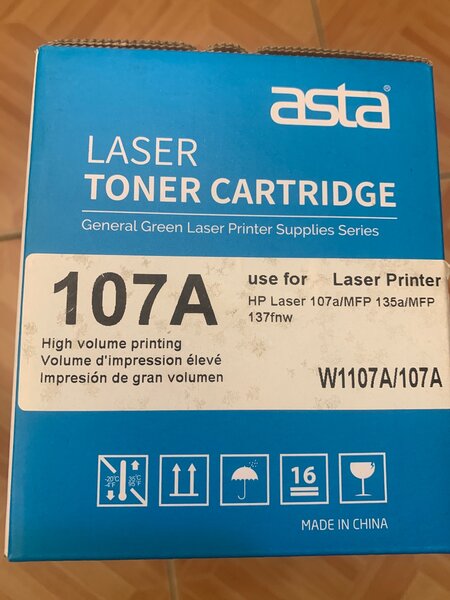 asta®
LASER
TONER CARTRIDGE
General Green Laser Printer Supplies Series
107A
use for Laser Printer
HP Laser 107a/MFP 135a/MFP
137fnw
High volume printing
Volume d'impression élevé
Impresión de gran volumen
W1107A/107A
16
MADE IN CHINA